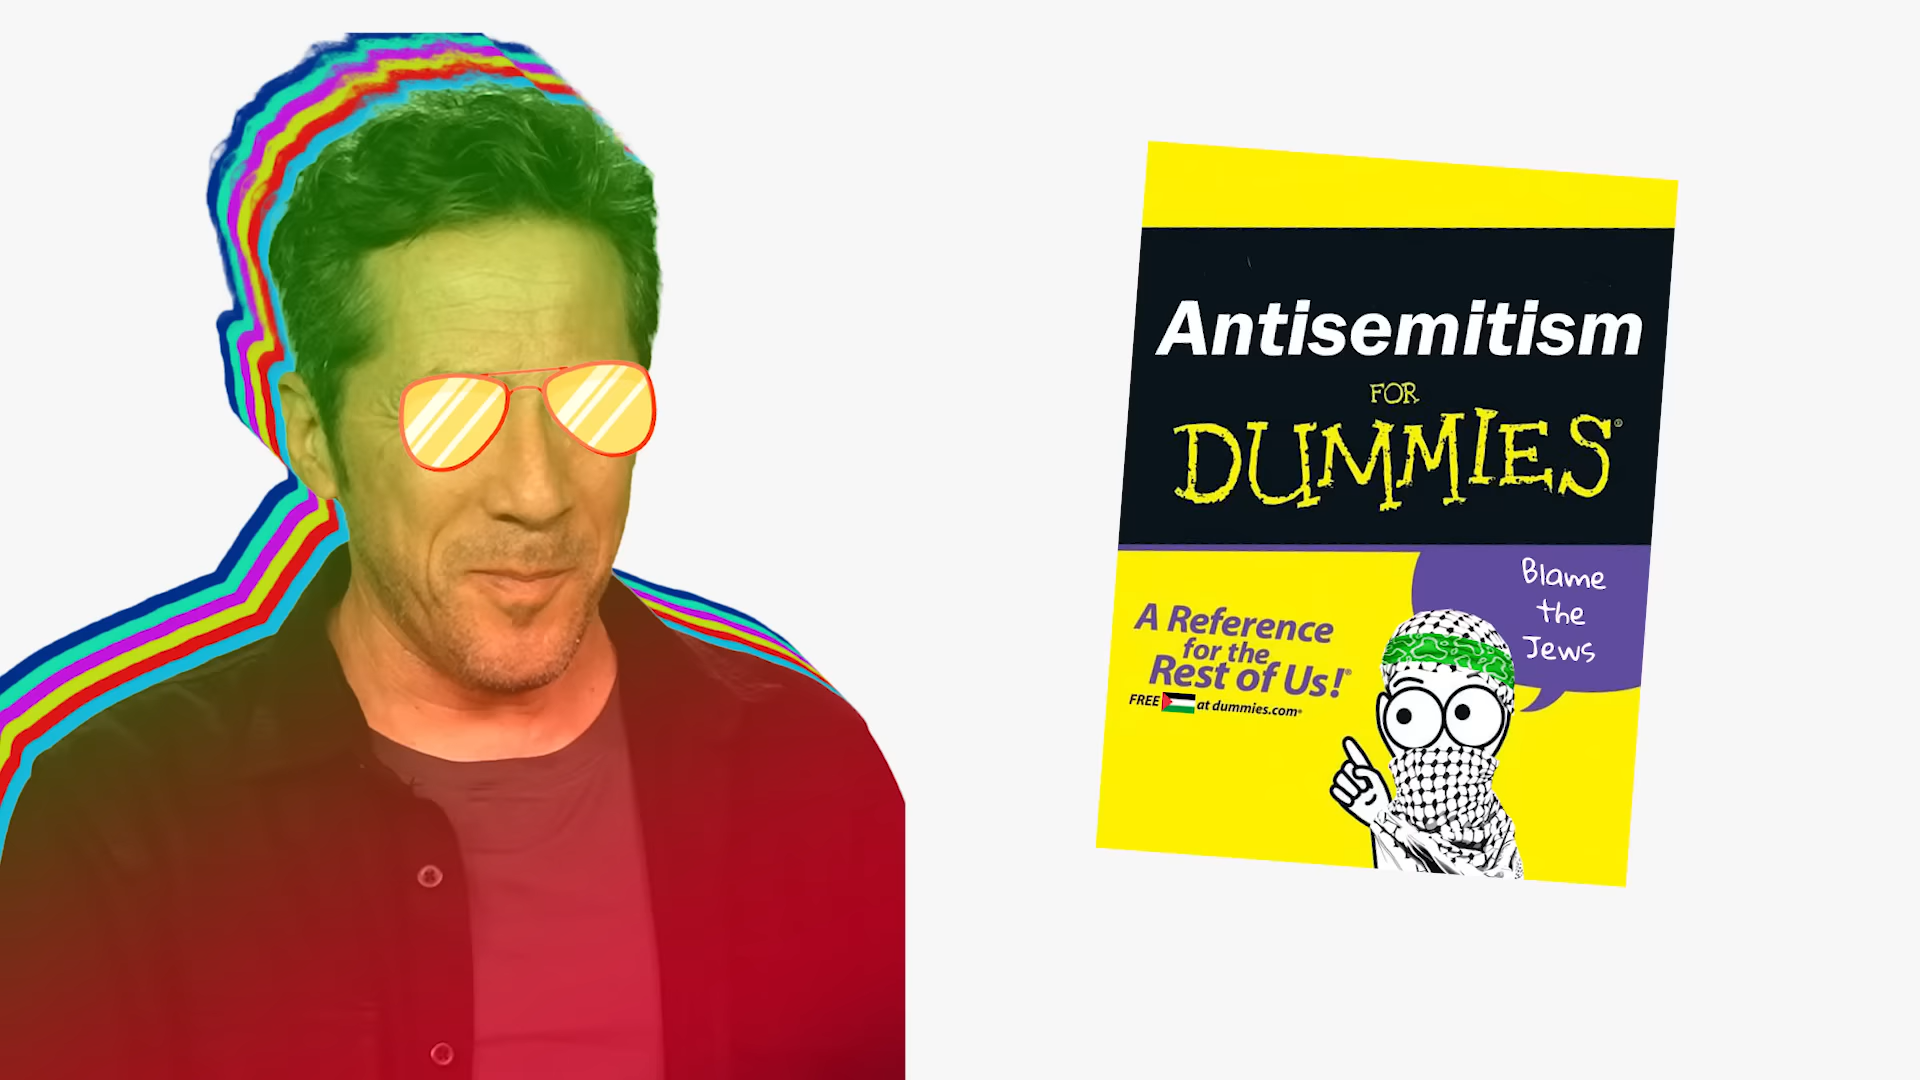 Antisemitism
FOR
DUMMIES®
Blame
the
Jews
A Reference
for the
Rest of Us!®
FREE at dummies.com®